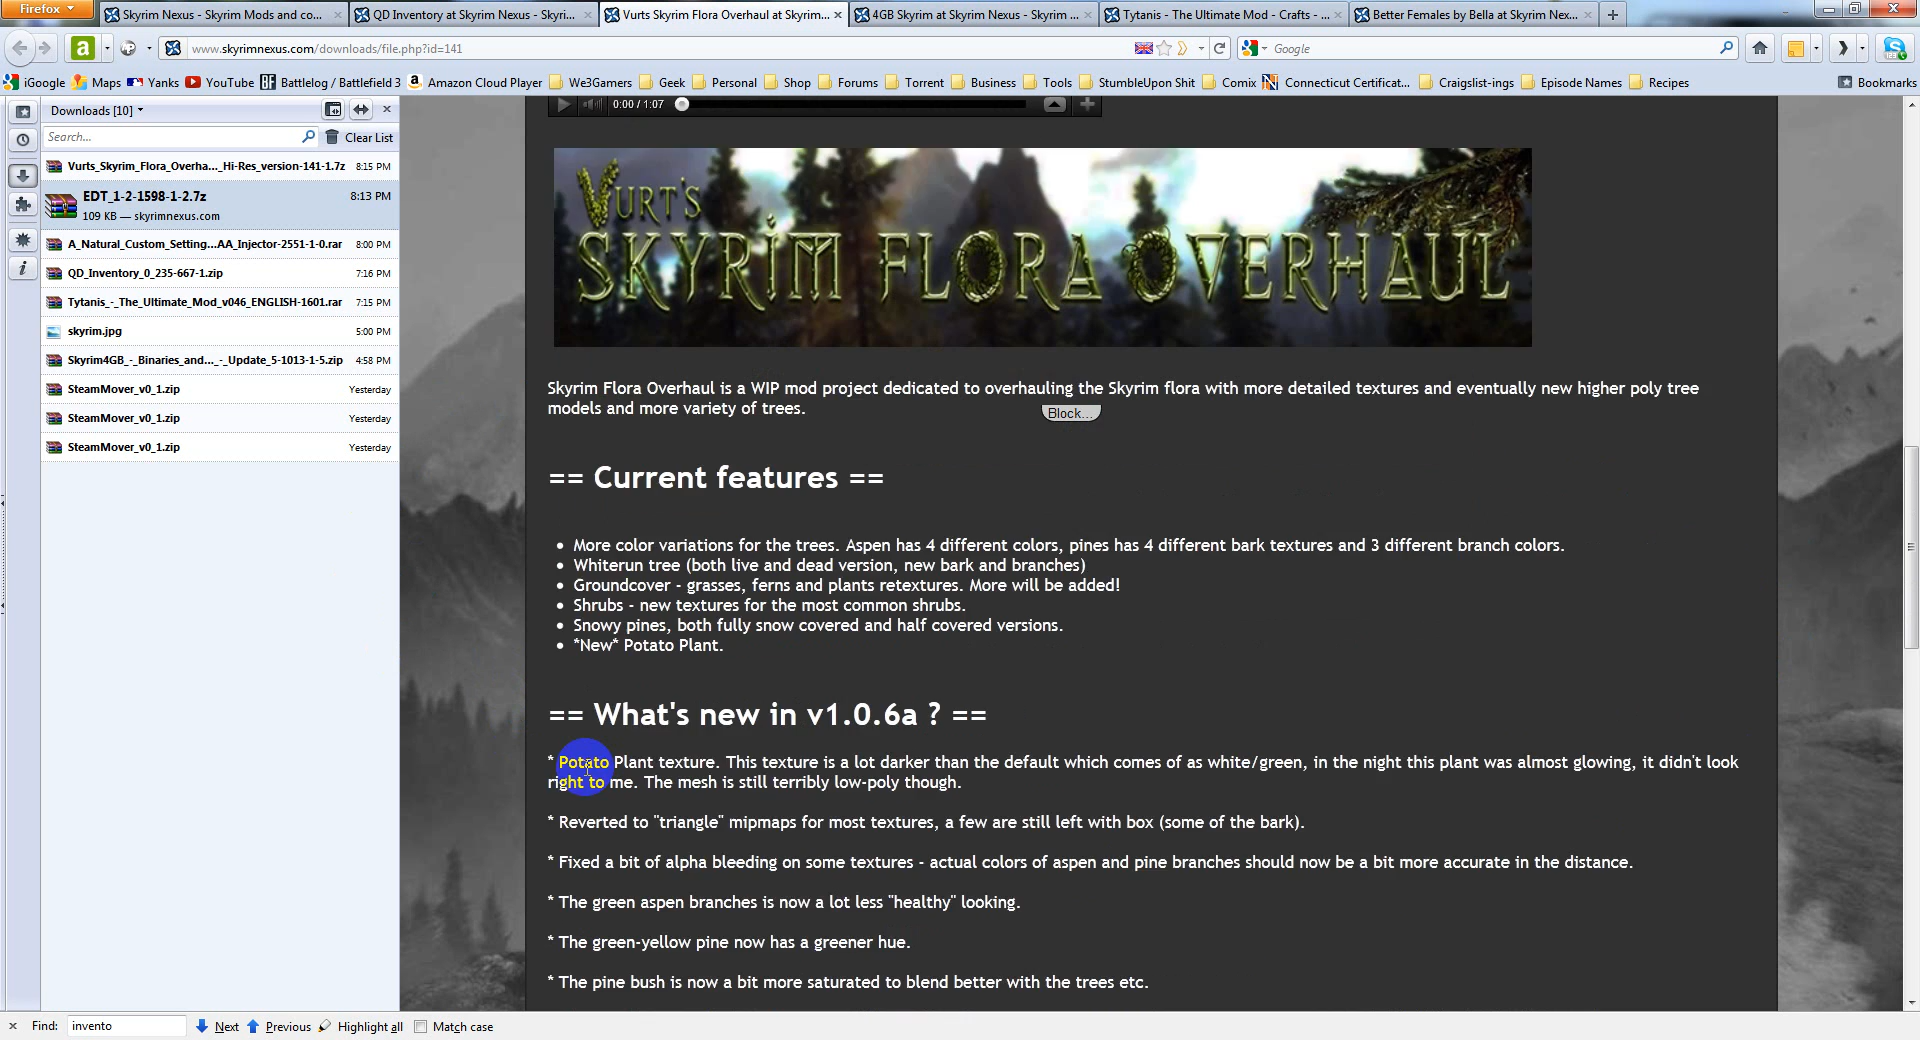 Firefox
Skyrim Nexus - Skyrim Mods and co...
QD Inventory at Skyrim Nexus - Skyri...
Vurts Skyrim Flora Overhaul at Skyrim...
4GB Skyrim at Skyrim Nexus - Skyrim ...
Tytanis - The Ultimate Mod - Crafts - ...
Better Females by Bella at Skyrim Nex...
www.skyrimnexus.com/downloads/file.php?id=141
Google
iGoogle Maps Yanks YouTube Battlelog / Battlefield 3 Amazon Cloud Player We3Gamers Geek Personal Shop Forums Torrent Business Tools StumbleUpon Shit Comix Connecticut Certificat... Craigslist-ings Episode Names Recipes Bookmarks
Downloads [10]
Search...
Clear List
Vurts_Skyrim_Flora_Overha..._Hi-Res_version-141-1.7z 8:15 PM
EDT_1-2-1598-1-2.7z 8:13 PM
109 KB — skyrimnexus.com
A_Natural_Custom_Setting...AA_Injector-2551-1-0.rar 8:00 PM
QD_Inventory_0_235-667-1.zip 7:16 PM
Tytanis_-_The_Ultimate_Mod_v046_ENGLISH-1601.rar 7:15 PM
skyrim.jpg 5:00 PM
Skyrim4GB_-_Binaries_and..._-_Update_5-1013-1-5.zip 4:58 PM
SteamMover_v0_1.zip Yesterday
SteamMover_v0_1.zip Yesterday
SteamMover_v0_1.zip Yesterday
0:00 / 1:07
VURT'S
SKYRIM FLORA OVERHAUL
Skyrim Flora Overhaul is a WIP mod project dedicated to overhauling the Skyrim flora with more detailed textures and eventually new higher poly tree
models and more variety of trees.
Block...
== Current features ==
• More color variations for the trees. Aspen has 4 different colors, pines has 4 different bark textures and 3 different branch colors.
• Whiterun tree (both live and dead version, new bark and branches)
• Groundcover - grasses, ferns and plants retextures. More will be added!
• Shrubs - new textures for the most common shrubs.
• Snowy pines, both fully snow covered and half covered versions.
• *New* Potato Plant.
== What's new in v1.0.6a ? ==
* Potato Plant texture. This texture is a lot darker than the default which comes of as white/green, in the night this plant was almost glowing, it didn't look
right to me. The mesh is still terribly low-poly though.
* Reverted to "triangle" mipmaps for most textures, a few are still left with box (some of the bark).
* Fixed a bit of alpha bleeding on some textures - actual colors of aspen and pine branches should now be a bit more accurate in the distance.
* The green aspen branches is now a lot less "healthy" looking.
* The green-yellow pine now has a greener hue.
* The pine bush is now a bit more saturated to blend better with the trees etc.
Find: invento Next Previous Highlight all Match case